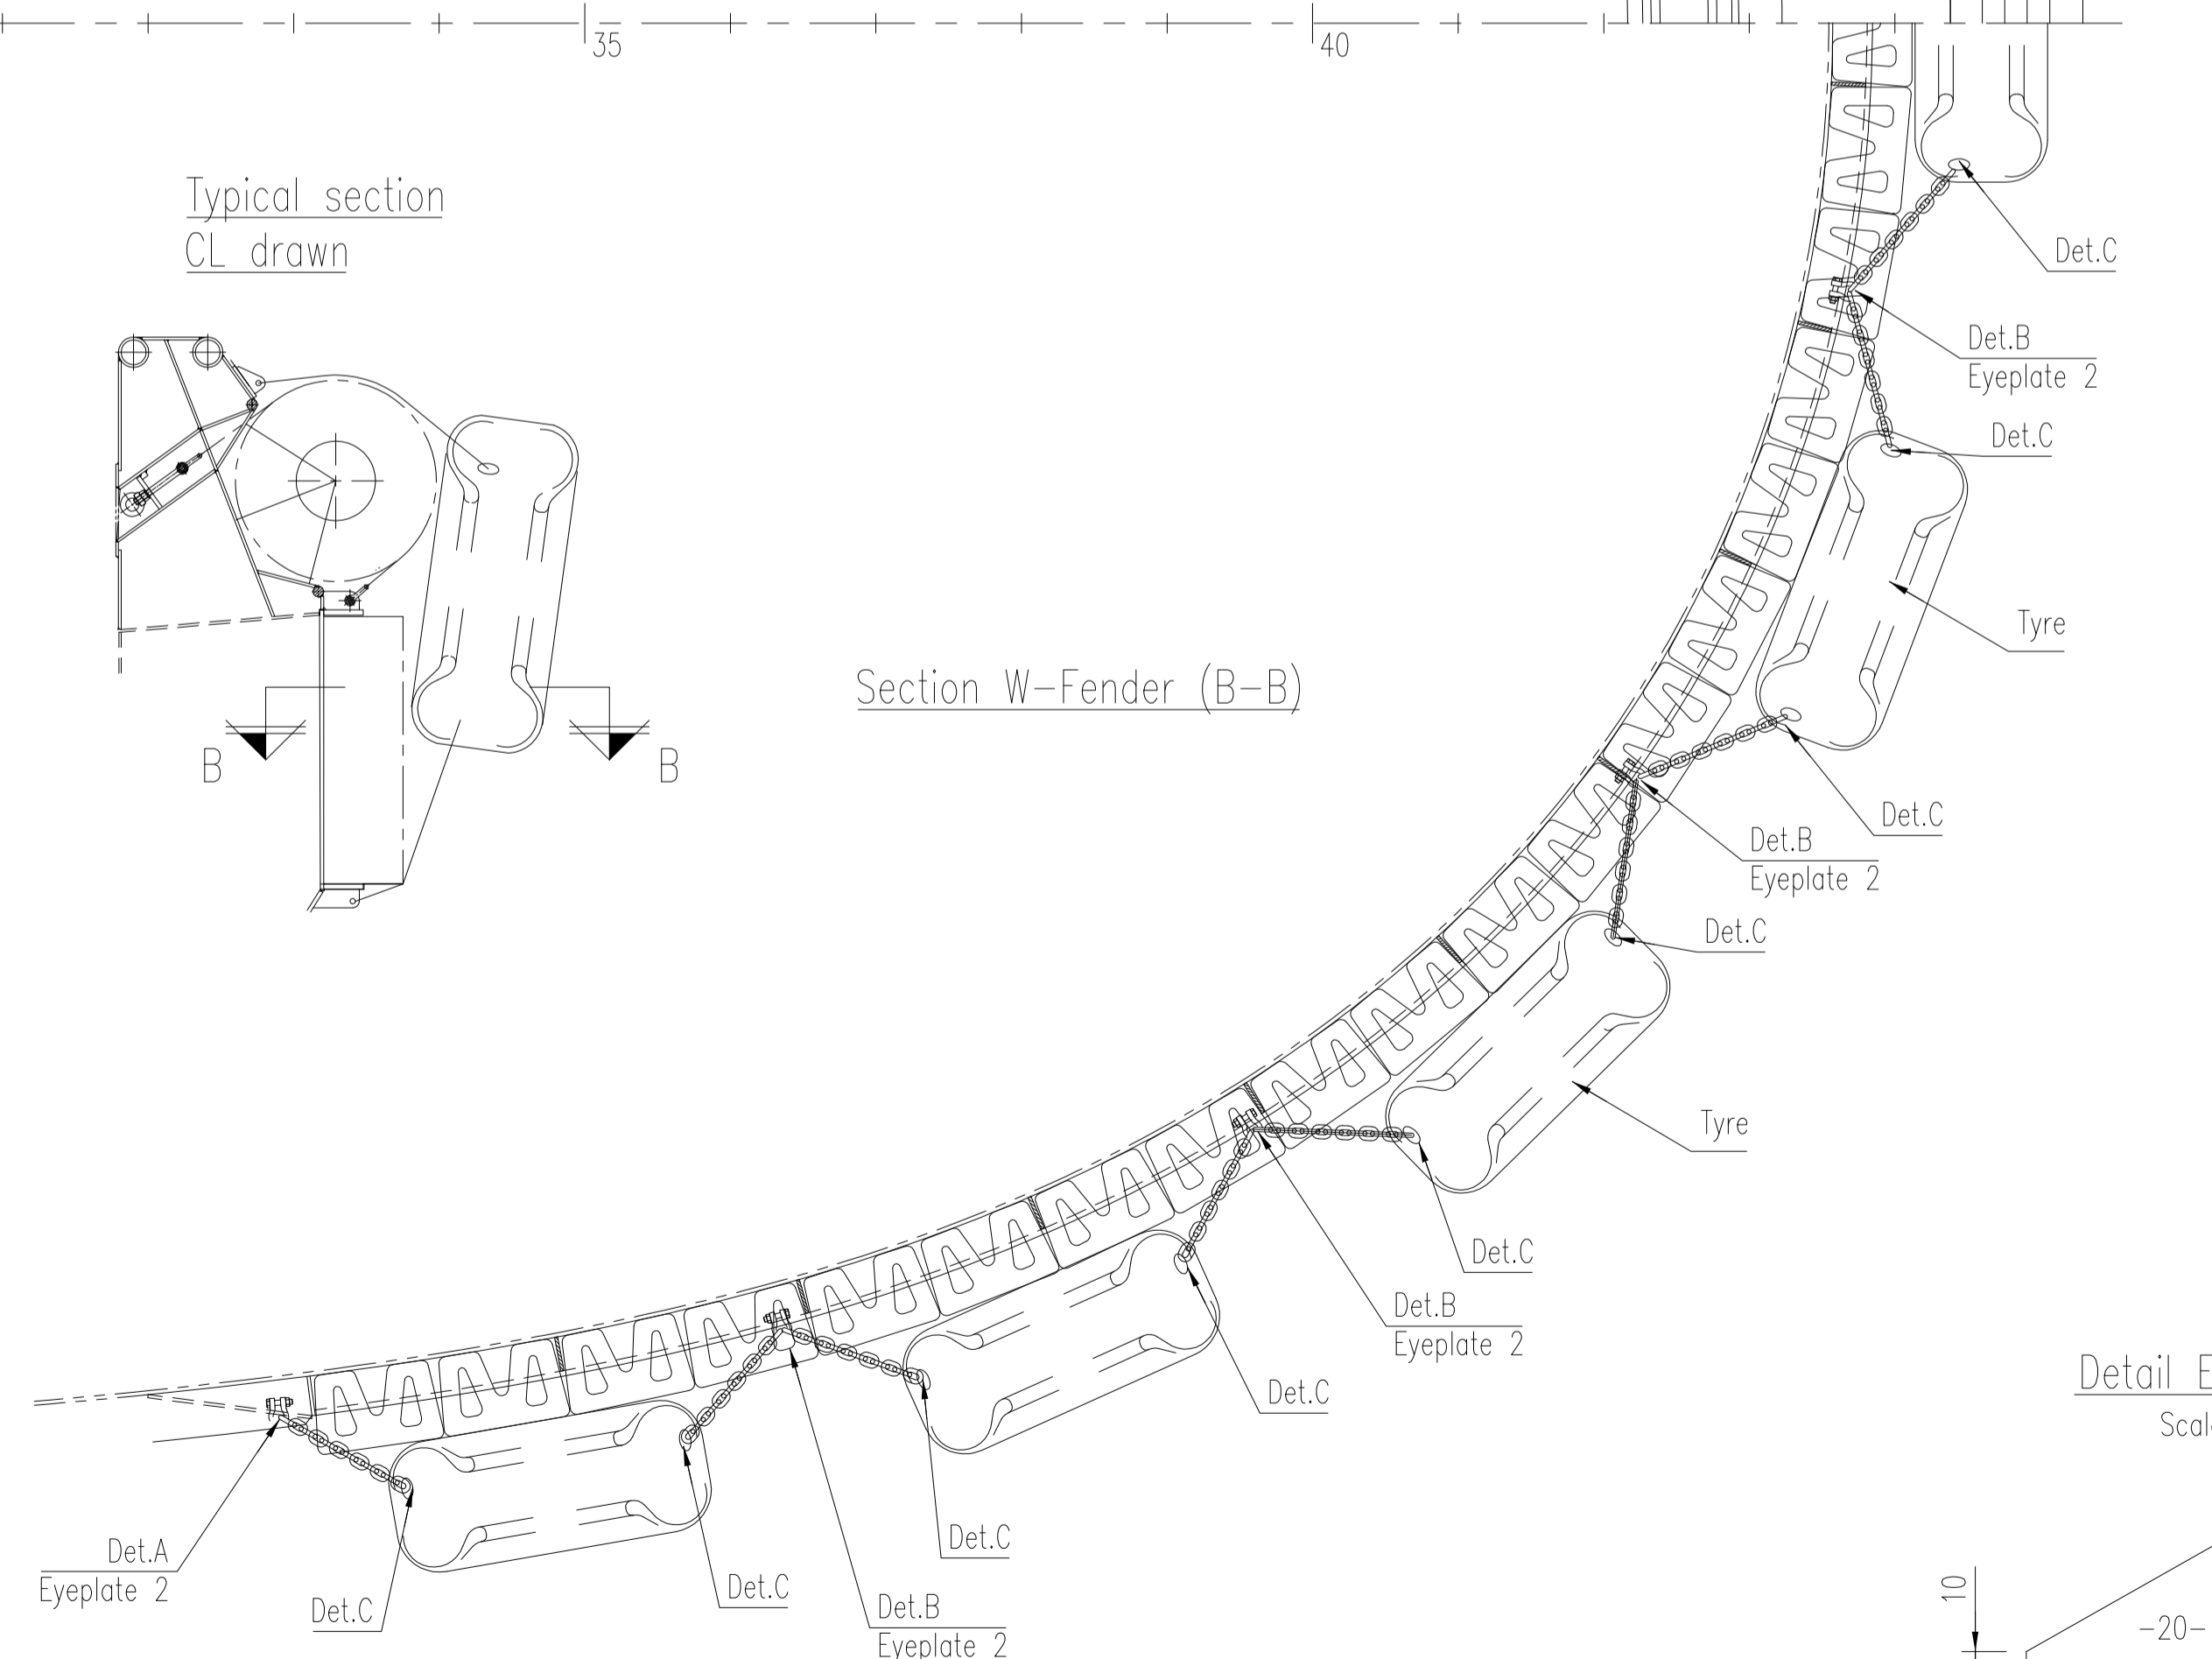 35
40
Typical section
CL drawn
Det.C
Det.B
Eyeplate 2
Det.C
Tyre
Section W-Fender (B-B)
B
B
Det.C
Det.B
Eyeplate 2
Det.C
Tyre
Det.C
Det.B
Eyeplate 2
Det.C
Detail
Det.C
Det.A
Eyeplate 2
Det.C
Det.C
Det.B
Eyeplate 2
10
-20-